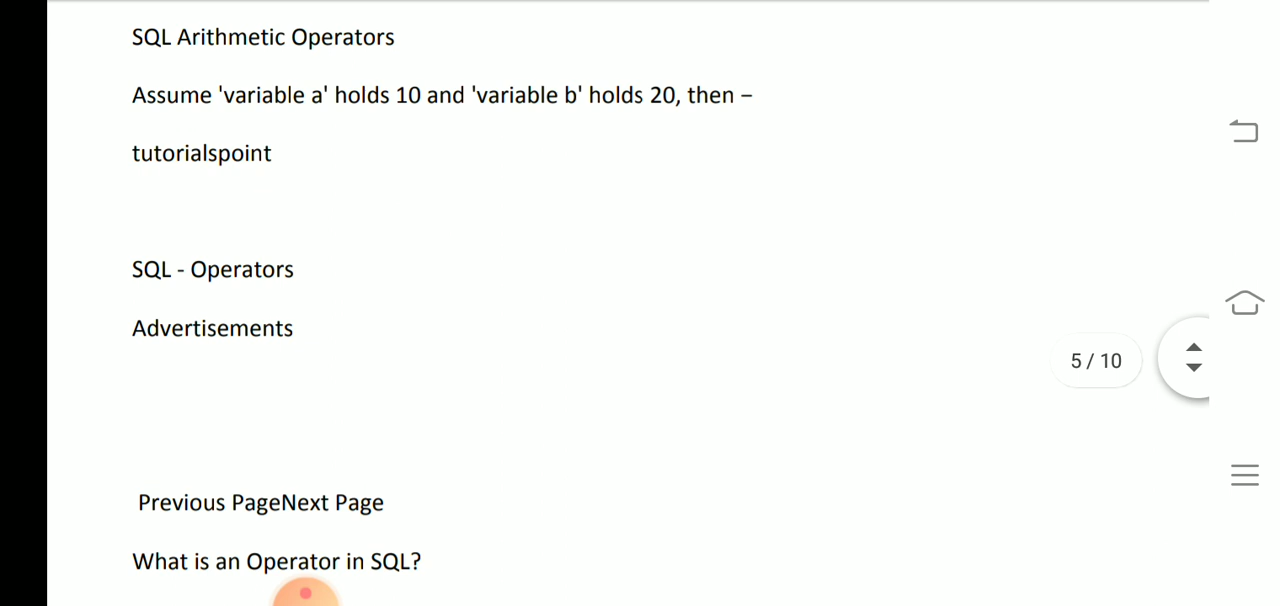 SQL Arithmetic Operators
Assume 'variable a' holds 10 and 'variable b' holds 20, then −
tutorialspoint
SQL - Operators
Advertisements
5 / 10
Previous PageNext Page
What is an Operator in SQL?